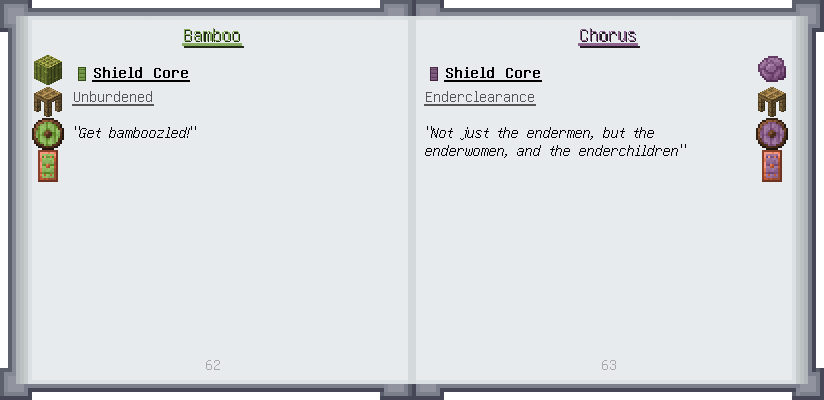 Bamboo
Shield Core
Unburdened
"Get bamboozled!"
62
Chorus
Shield Core
Enderclearance
"Not just the endermen, but the
enderwomen, and the enderchildren"
63